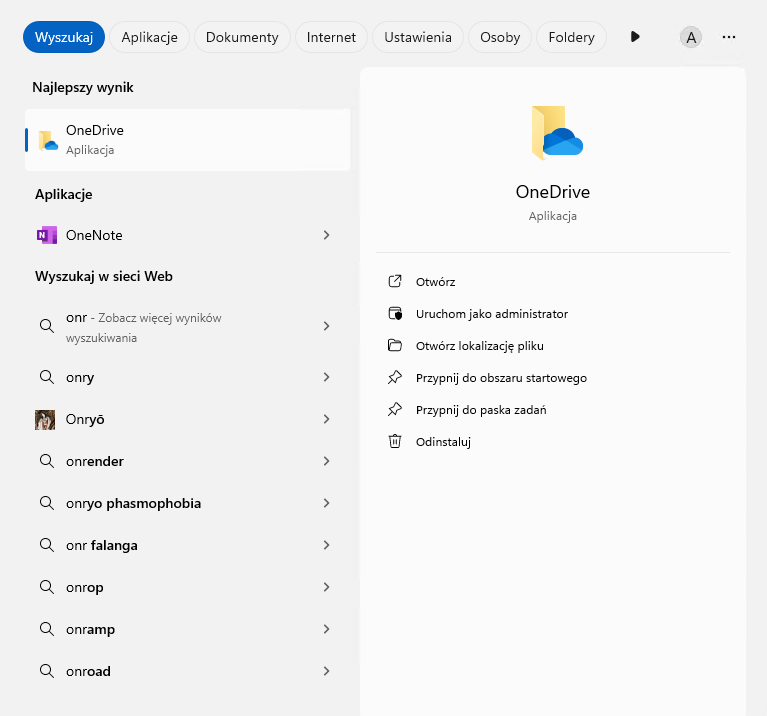 Wyszukaj Aplikacje Dokumenty Internet Ustawienia Osoby Foldery A
Najlepszy wynik
OneDrive
Aplikacja
Aplikacje
OneNote
Wyszukaj w sieci Web
onr - Zobacz więcej wyników
wyszukiwania
onry
Onryō
onrender
onryo phasmophobia
onr falanga
onrop
onramp
onroad
OneDrive
Aplikacja
Otwórz
Uruchom jako administrator
Otwórz lokalizację pliku
Przypnij do obszaru startowego
Przypnij do paska zadań
Odinstaluj